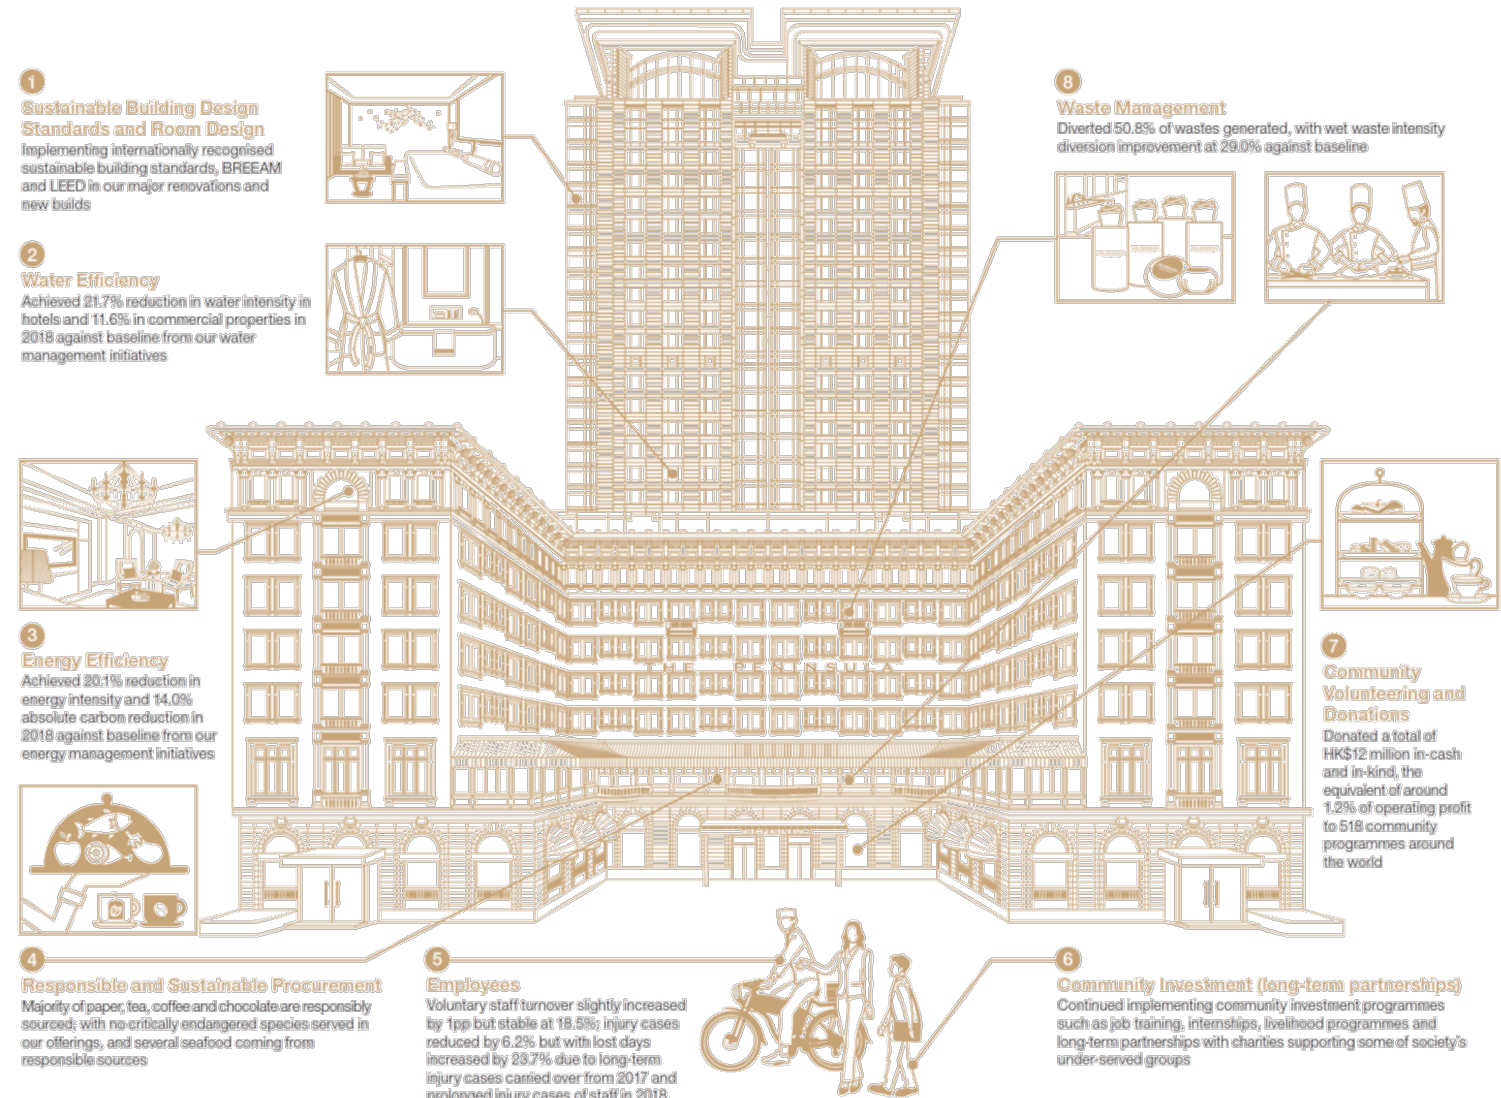 1
Sustainable Building Design
Standards and Room Design
Implementing internationally recognised
sustainable building standards, BREEAM
and LEED in our major renovations and
new builds
2
Water Efficiency
Achieved 21.7% reduction in water intensity in
hotels and 11.6% in commercial properties in
2018 against baseline from our water
management initiatives
3
Energy Efficiency
Achieved 20.1% reduction in
energy intensity and 14.0%
absolute carbon reduction in
2018 against baseline from our
energy management initiatives
4
Responsible and Sustainable Procurement
Majority of paper, tea, coffee and chocolate are responsibly
sourced; with no critically endangered species served in
our offerings, and several seafood coming from
responsible sources
THE PENINSULA
5
Employees
Voluntary staff turnover slightly increased
by 1pp but stable at 18.5%; injury cases
reduced by 6.2% but with lost days
increased by 23.7% due to long-term
injury cases carried over from 2017 and
prolonged injury cases of staff in 2018.
6
Community Investment (long-term partnerships)
Continued implementing community investment programmes
such as job training, internships, livelihood programmes and
long-term partnerships with charities supporting some of society's
under-served groups
7
Community
Volunteering and
Donations
Donated a total of
HK$12 million in-cash
and in-kind, the
equivalent of around
1.2% of operating profit
to 518 community
programmes around
the world
8
Waste Management
Diverted 50.8% of wastes generated, with wet waste intensity
diversion improvement at 29.0% against baseline